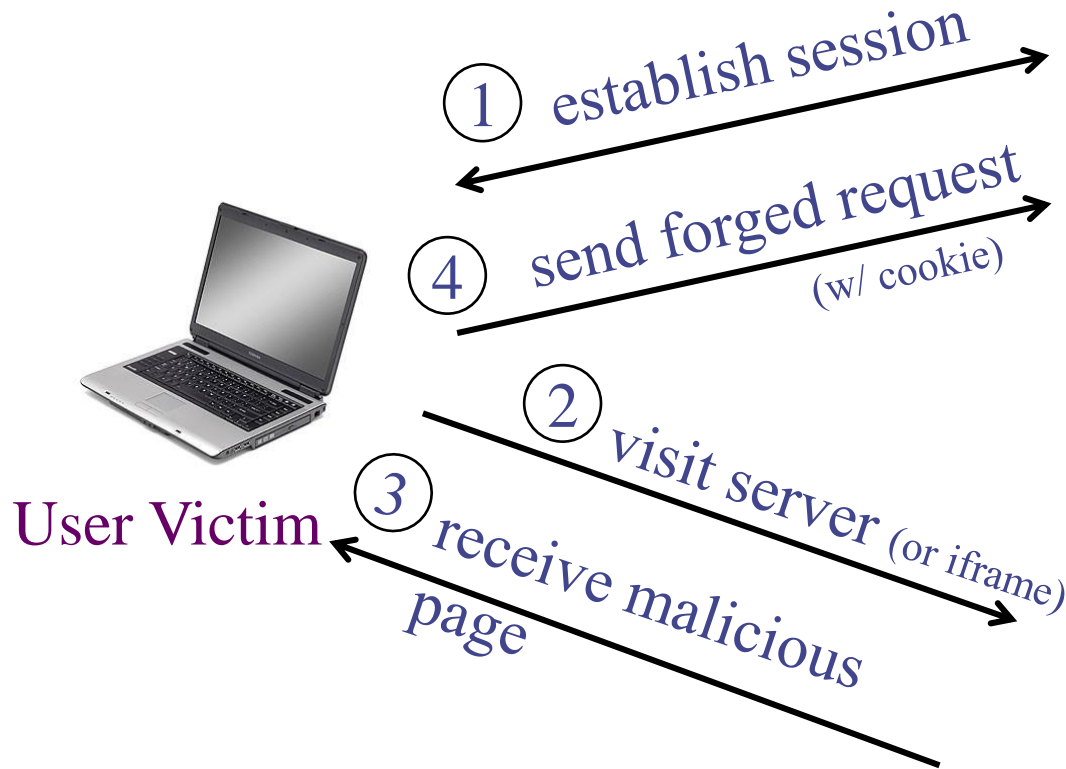 1 establish session
4 send forged request
(w/ cookie)
2 visit server (or iframe)
User Victim
3 receive malicious
page